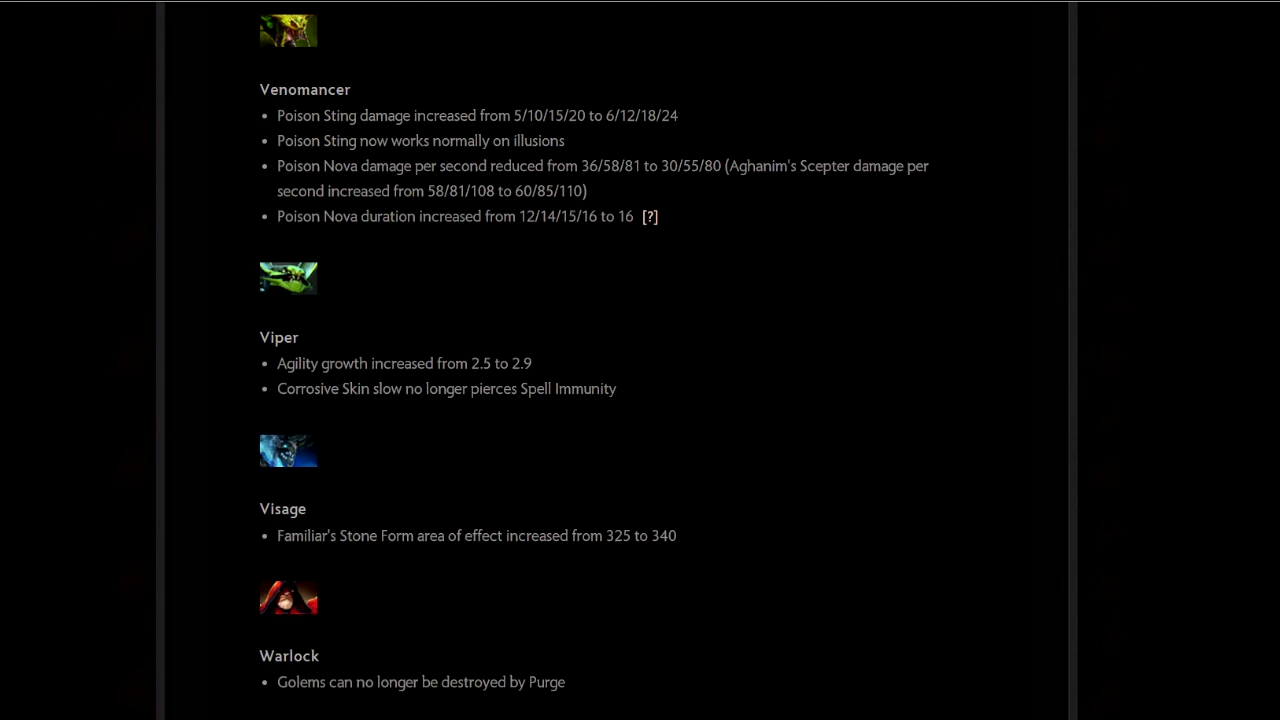 Venomancer
• Poison Sting damage increased from 5/10/15/20 to 6/12/18/24
• Poison Sting now works normally on illusions
• Poison Nova damage per second reduced from 36/58/81 to 30/55/80 (Aghanim's Scepter damage per
second increased from 58/81/108 to 60/85/110)
• Poison Nova duration increased from 12/14/15/16 to 16 [?]
Viper
• Agility growth increased from 2.5 to 2.9
• Corrosive Skin slow no longer pierces Spell Immunity
Visage
• Familiar's Stone Form area of effect increased from 325 to 340
Warlock
• Golems can no longer be destroyed by Purge